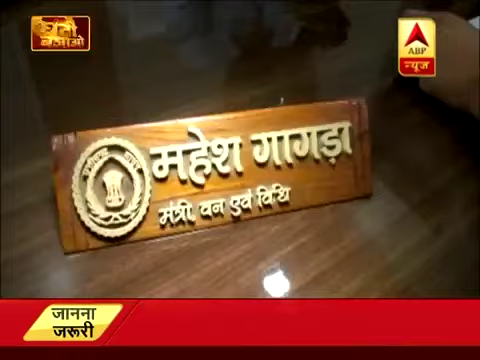 ABP
न्यूज़
महेश गागड़ा
मंत्री, वन एवं विधि
जानना
जरूरी